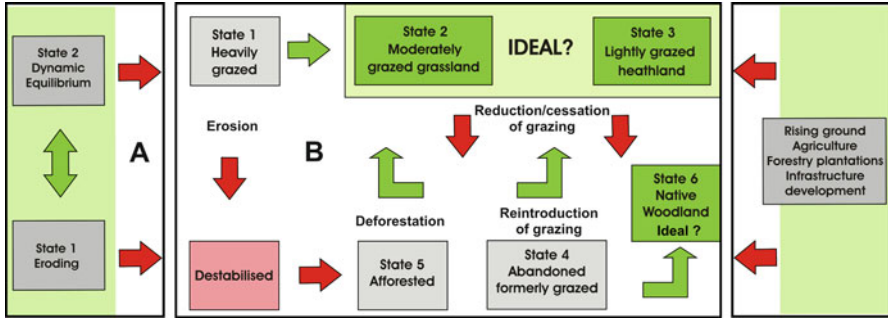 State 2
Dynamic
Equilibrium
A
State 1
Eroding
State 1
Heavily
grazed
State 2
Moderately
grazed grassland
IDEAL?
State 3
Lightly grazed
heathland
Erosion
B
Reduction/cessation
of grazing
Deforestation
Reintroduction
of grazing
State 6
Native
Woodland
Ideal ?
Destabilised
State 5
Afforested
State 4
Abandoned
formerly grazed
Rising ground
Agriculture
Forestry plantations
Infrastructure
development